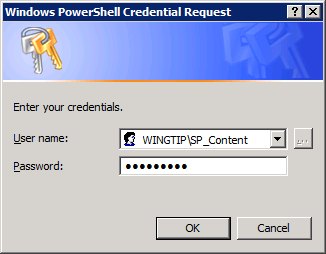 Windows PowerShell Credential Request
Enter your credentials.
User name: WINGTIP\SP_Content ...
Password: ●●●●●●●●●
OK Cancel